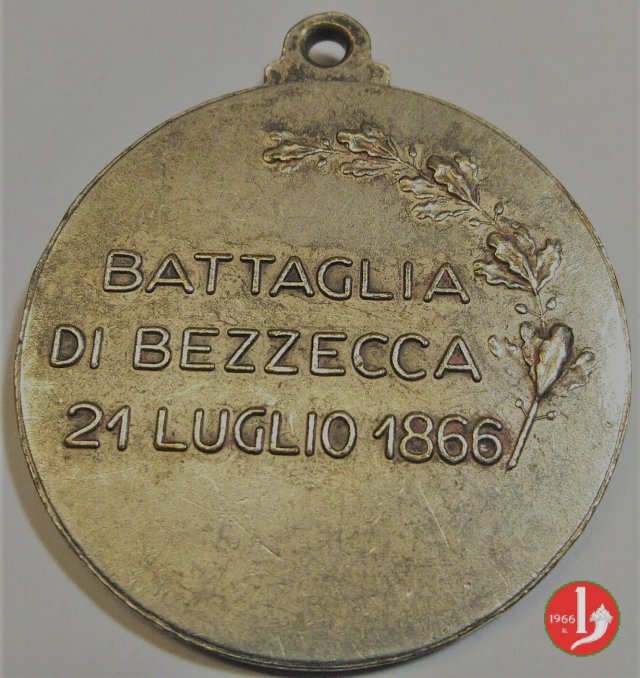 BATTAGLIA
DI BEZZECCA
21 LUGLIO 1866
1966